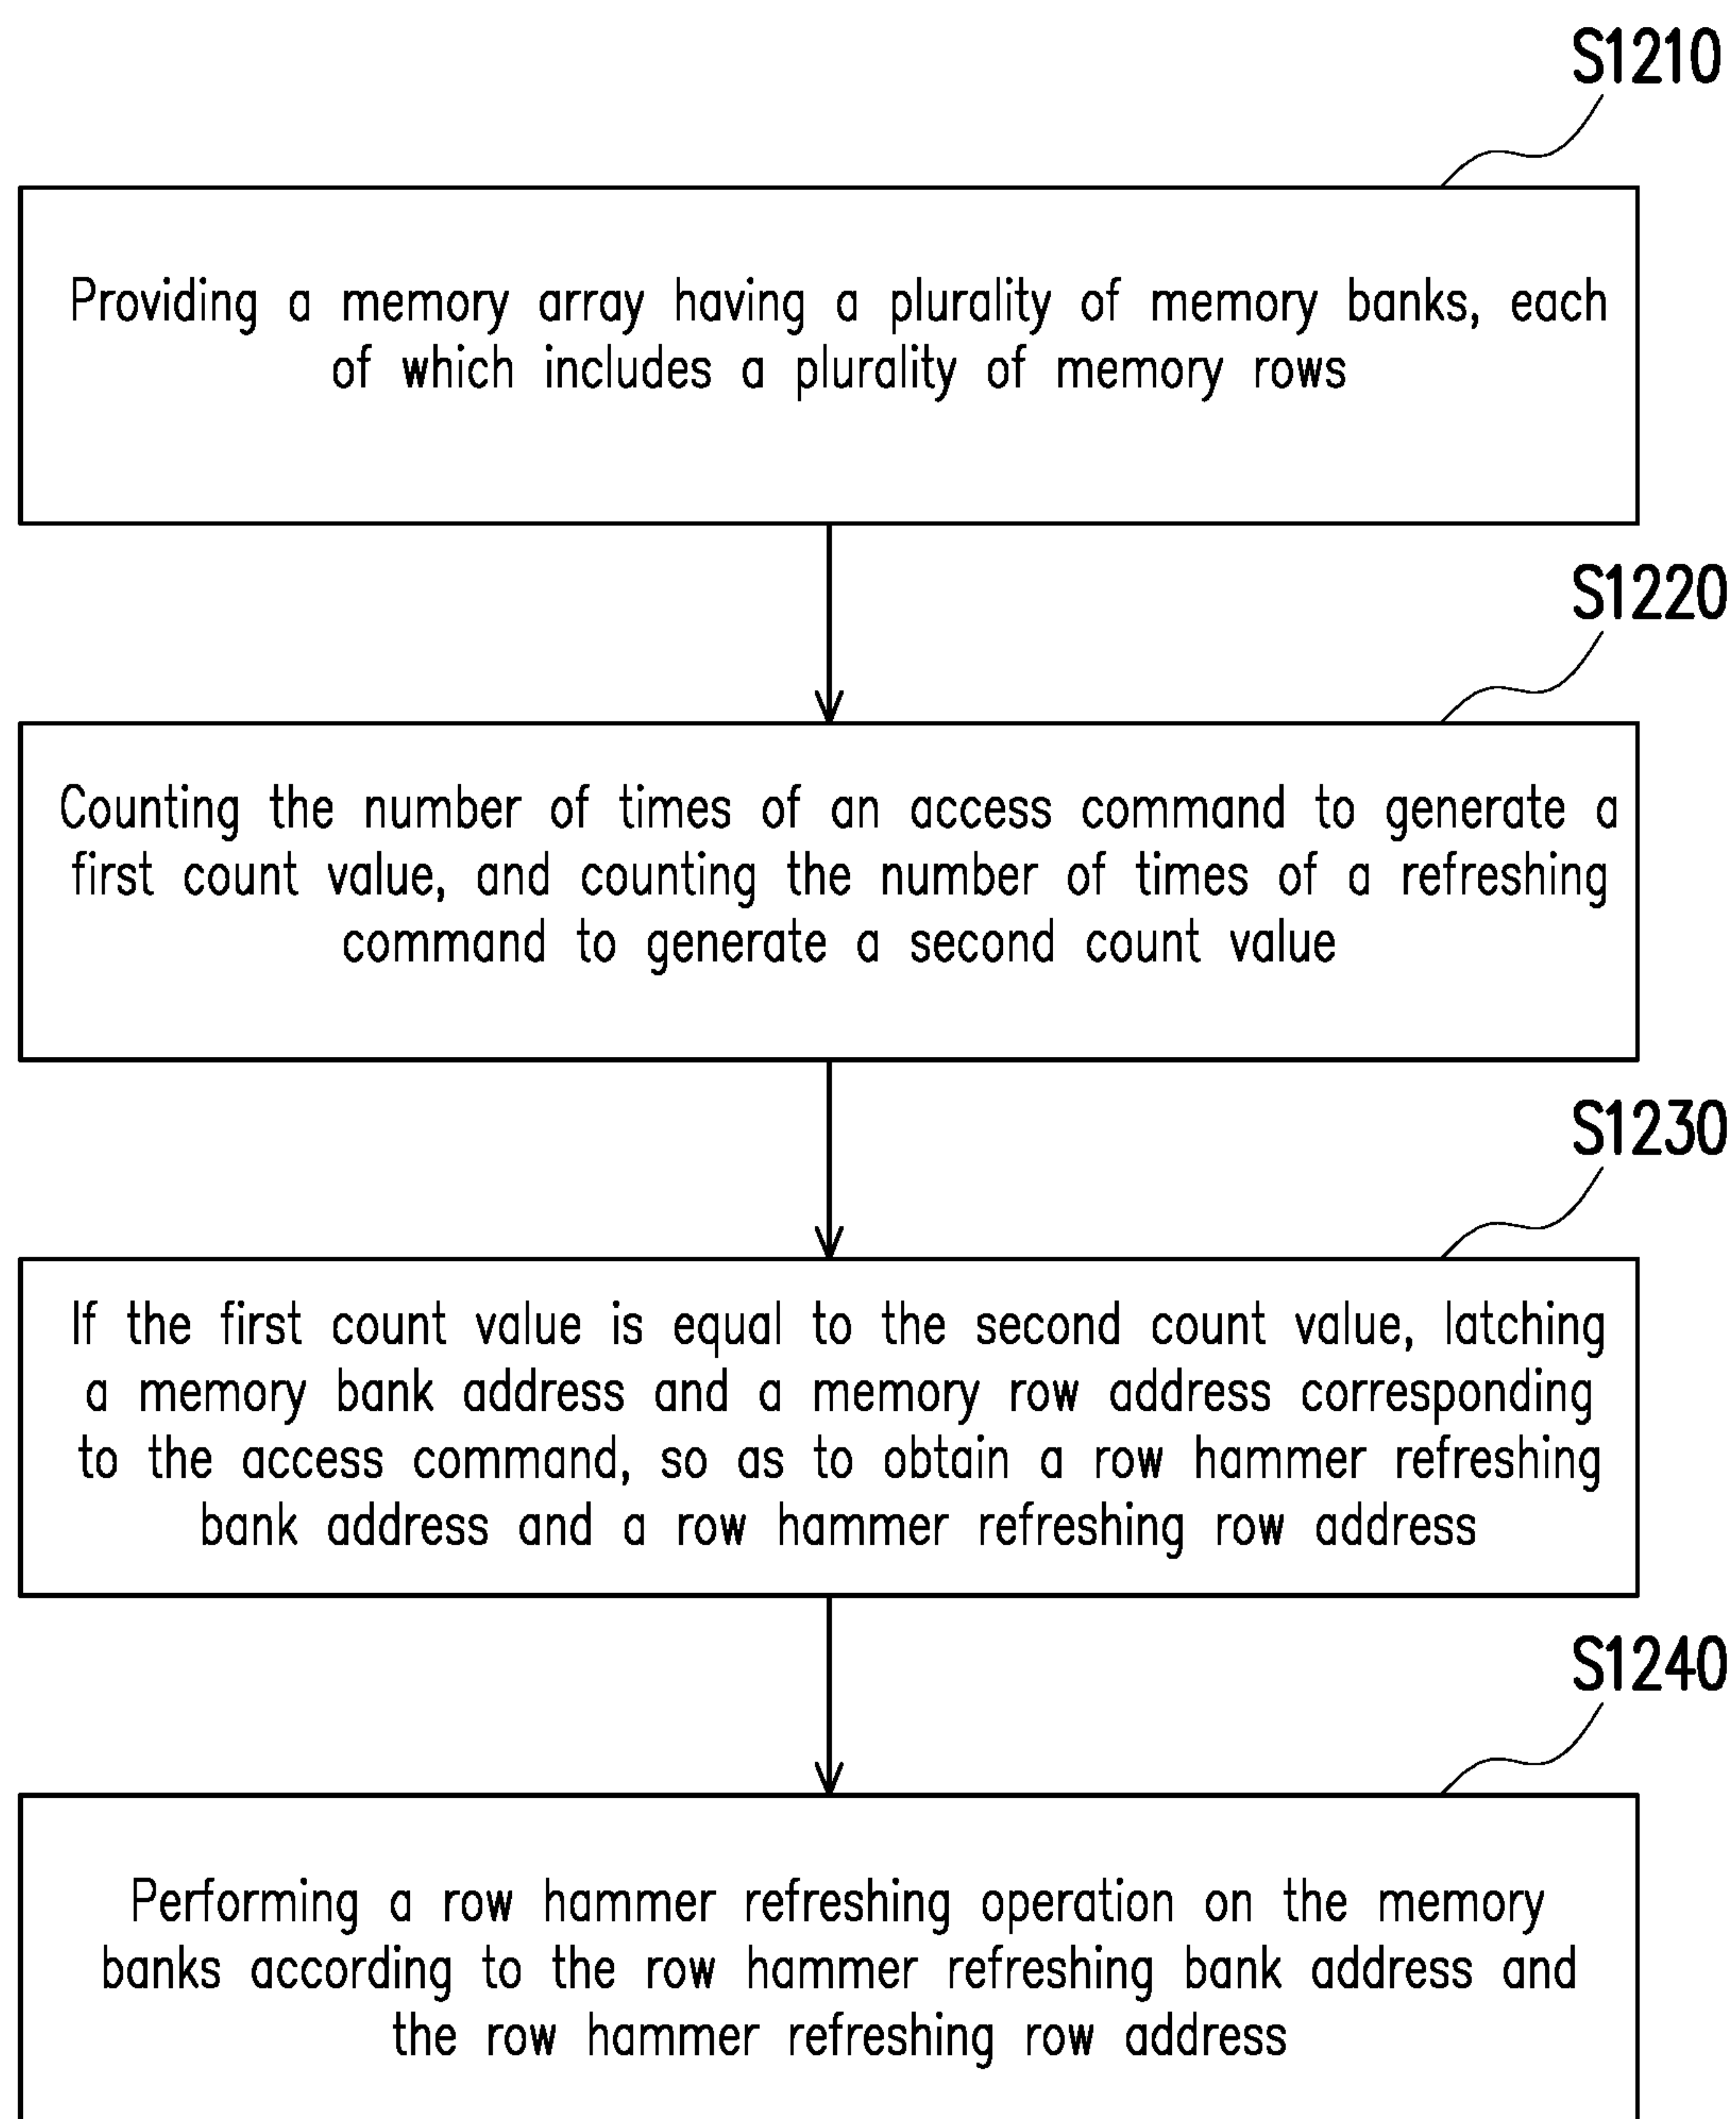 S1210
Providing a memory array having a plurality of memory banks, each
of which includes a plurality of memory rows
S1220
Counting the number of times of an access command to generate a
first count value, and counting the number of times of a refreshing
command to generate a second count value
S1230
If the first count value is equal to the second count value, latching
a memory bank address and a memory row address corresponding
to the access command, so as to obtain a row hammer refreshing
bank address and a row hammer refreshing row address
S1240
Performing a row hammer refreshing operation on the memory
banks according to the row hammer refreshing bank address and
the row hammer refreshing row address